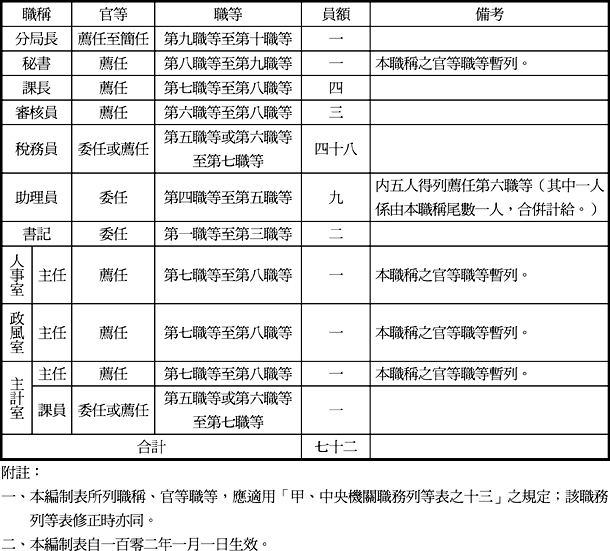 職稱 官等 職等 員額 備考
分局長 薦任至簡任 第九職等至第十職等 一
秘書 薦任 第八職等至第九職等 一 本職稱之官等職等暫列。
課長 薦任 第七職等至第八職等 四
審核員 薦任 第六職等至第八職等 三
稅務員 委任或薦任 第五職等或第六職等
至第七職等 四十八
助理員 委任 第四職等至第五職等 九 內五人得列薦任第六職等（其中一人
係由本職稱尾數一人，合併計給。）
書記 委任 第一職等至第三職等 二
人事室 主任 薦任 第七職等至第八職等 一 本職稱之官等職等暫列。
政風室 主任 薦任 第七職等至第八職等 一 本職稱之官等職等暫列。
主計室 主任 薦任 第七職等至第八職等 一 本職稱之官等職等暫列。
課員 委任或薦任 第五職等或第六職等
至第七職等 一
合計 七十二
附註：
一、本編制表所列職稱、官等職等，應適用「甲、中央機關職務列等表之十三」之規定；該職務
列等表修正時亦同。
二、本編制表自一百零二年一月一日生效。